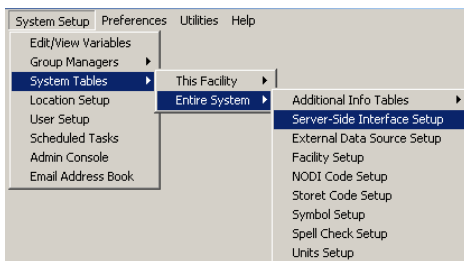 System Setup Preferences Utilities Help
Edit/View Variables
Group Managers
System Tables
Location Setup
User Setup
Scheduled Tasks
Admin Console
Email Address Book
This Facility
Entire System
Additional Info Tables
Server-Side Interface Setup
External Data Source Setup
Facility Setup
NODI Code Setup
Storet Code Setup
Symbol Setup
Spell Check Setup
Units Setup